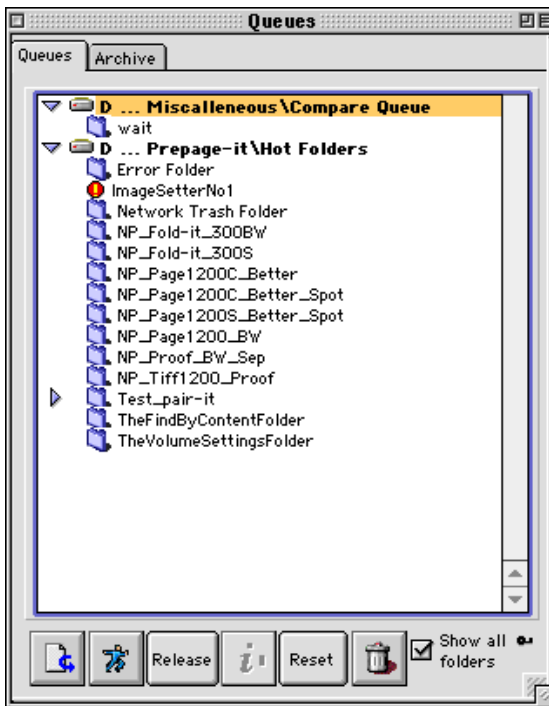 Queues
Queues
Archive
D ... Miscalleneous\Compare Queue
wait
D ... Prepage-it\Hot Folders
Error Folder
ImageSetterNo1
Network Trash Folder
NP_Fold-it_300BW
NP_Fold-it_300S
NP_Page1200C_Better
NP_Page1200C_Better_Spot
NP_Page1200S_Better_Spot
NP_Page1200_BW
NP_Proof_BW_Sep
NP_Tiff1200_Proof
Test_pair-it
TheFindByContentFolder
TheVolumeSettingsFolder
Release
Reset
Show all
folders